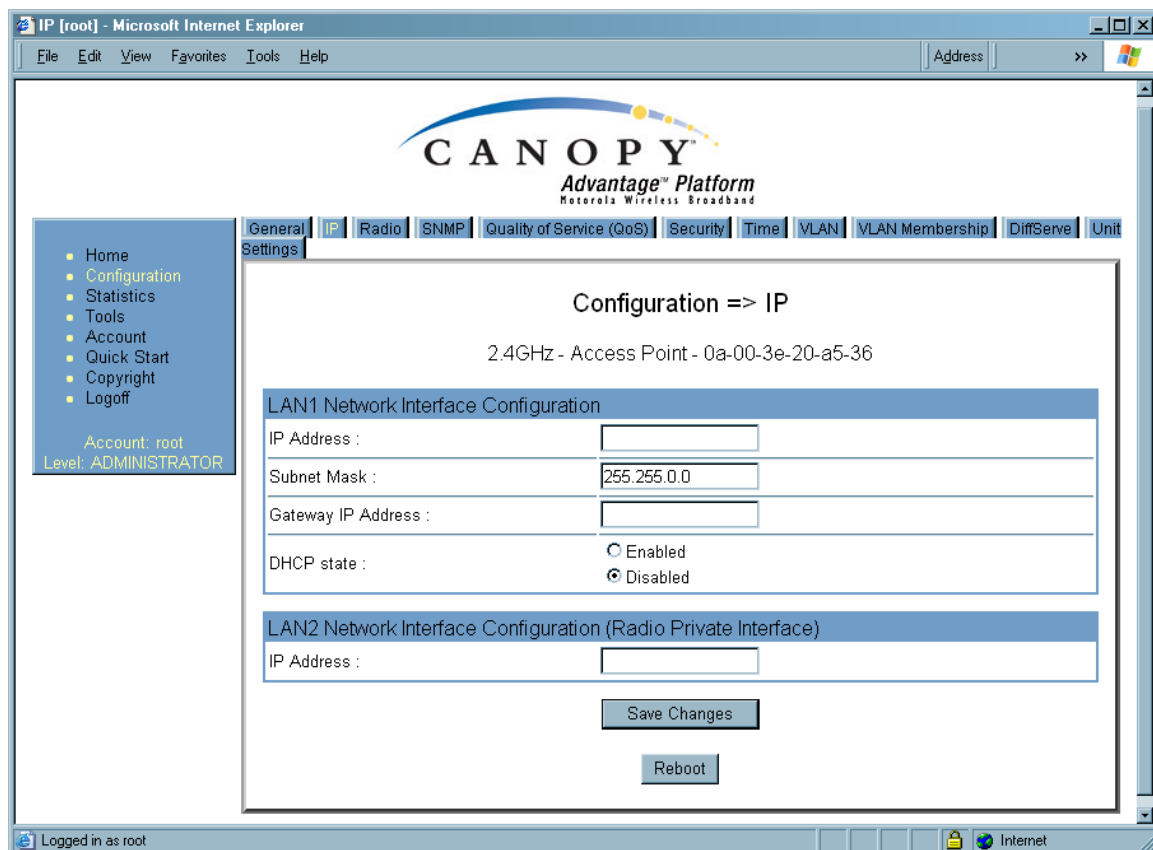 IP [root] - Microsoft Internet Explorer
File Edit View Favorites Tools Help Address »
CANOPY™
Advantage™ Platform
Motorola Wireless Broadband
General IP Radio SNMP Quality of Service (QoS) Security Time VLAN VLAN Membership DiffServe Unit
Settings
Home
Configuration
Statistics
Tools
Account
Quick Start
Copyright
Logoff
Account: root
Level: ADMINISTRATOR
Configuration => IP
2.4GHz - Access Point - 0a-00-3e-20-a5-36
LAN1 Network Interface Configuration
IP Address :
Subnet Mask : 255.255.0.0
Gateway IP Address :
DHCP state :
Enabled
Disabled
LAN2 Network Interface Configuration (Radio Private Interface)
IP Address :
Save Changes
Reboot
Logged in as root Internet